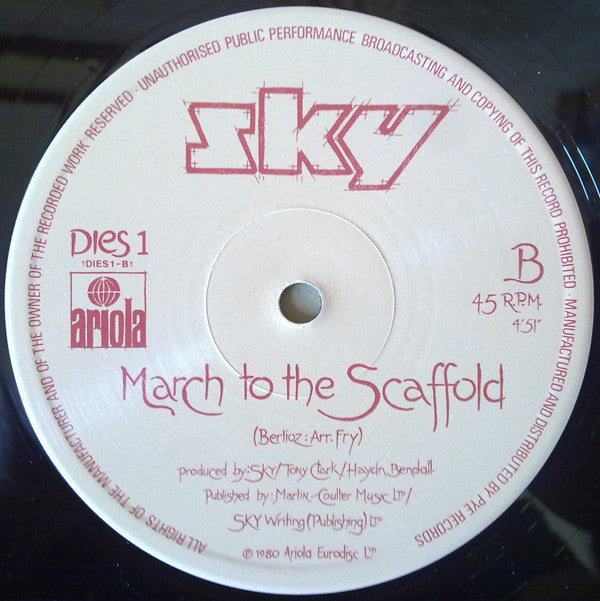 ALL RIGHTS OF THE MANUFACTURER AND OF THE OWNER OF THE RECORDED WORK RESERVED · UNAUTHORISED PUBLIC PERFORMANCE BROADCASTING AND COPYING OF THIS RECORD PROHIBITED · MANUFACTURED AND DISTRIBUTED BY PYE RECORDS
sky
DIES 1
↑DIES1-B↑
ariola
B
45 R.P.M.
4'51"
March to the Scaffold
(Berlioz: Arr. Fry)
produced by: SKY/Tony Clark/Haydn Bendall.
Published by: Martin-Coulter Music LTD/
SKY Writing (Publishing) LTD
℗ 1980 Ariola Eurodisc LTD